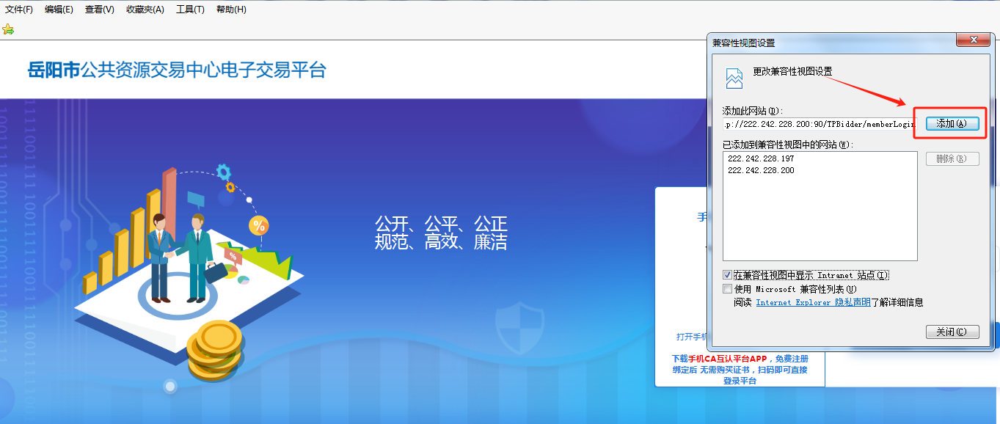 文件(F) 编辑(E) 查看(V) 收藏夹(A) 工具(T) 帮助(H)
岳阳市公共资源交易中心电子交易平台
公开、公平、公正
规范、高效、廉洁
%
%
手
打开手机
下载手机CA互认平台APP，免费注册
绑定后 无需购买证书，扫码即可直接
登录平台
兼容性视图设置
更改兼容性视图设置
添加此网站(D):
p://222.242.228.200:90/TPBidder/memberLogin
添加(A)
已添加到兼容性视图中的网站(W):
222.242.228.197
222.242.228.200
删除(R)
在兼容性视图中显示 Intranet 站点(I)
使用 Microsoft 兼容性列表(U)
阅读 Internet Explorer 隐私声明了解详细信息
关闭(C)